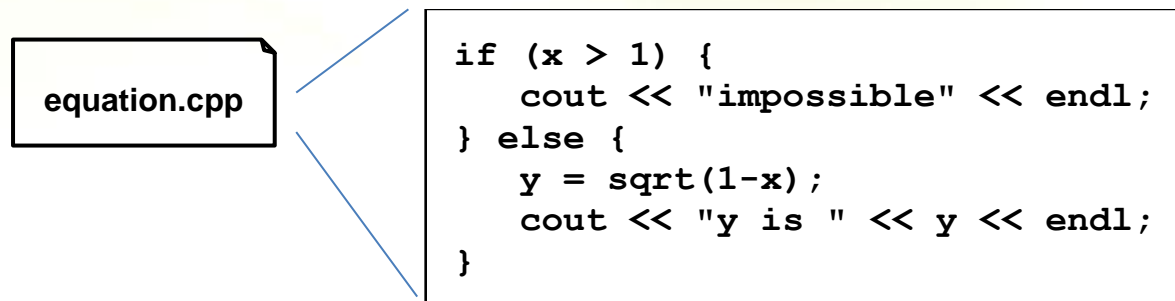 equation.cpp
if (x > 1) {
   cout << "impossible" << endl;
} else {
   y = sqrt(1-x);
   cout << "y is " << y << endl;
}